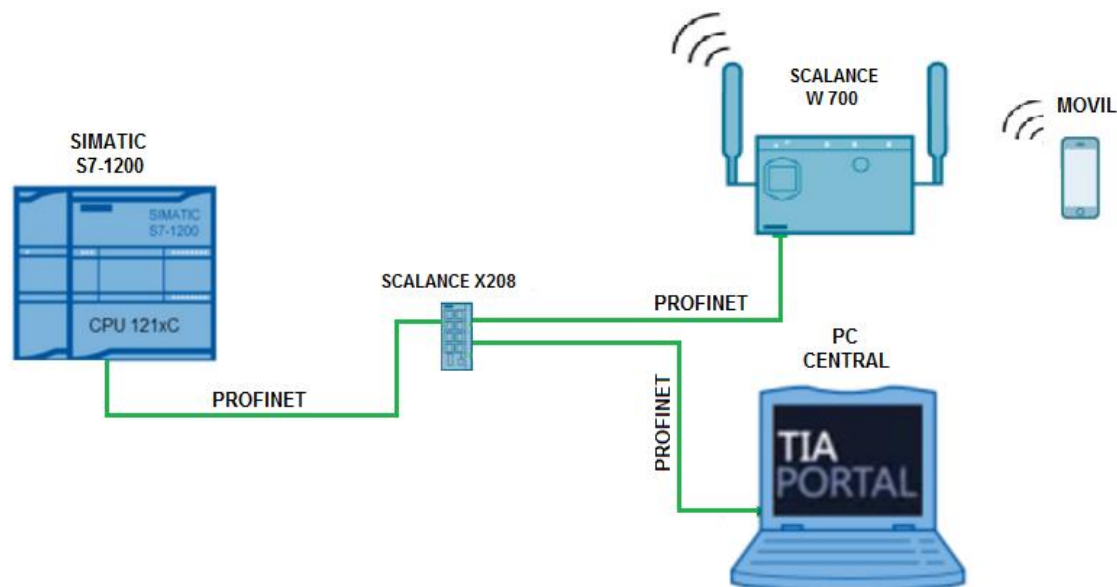 SCALANCE
W 700
MOVIL
SIMATIC
S7-1200
SIMATIC
S7-1200
CPU 121xC
SCALANCE X208
PROFINET
PROFINET
PROFINET
PC
CENTRAL
TIA
PORTAL